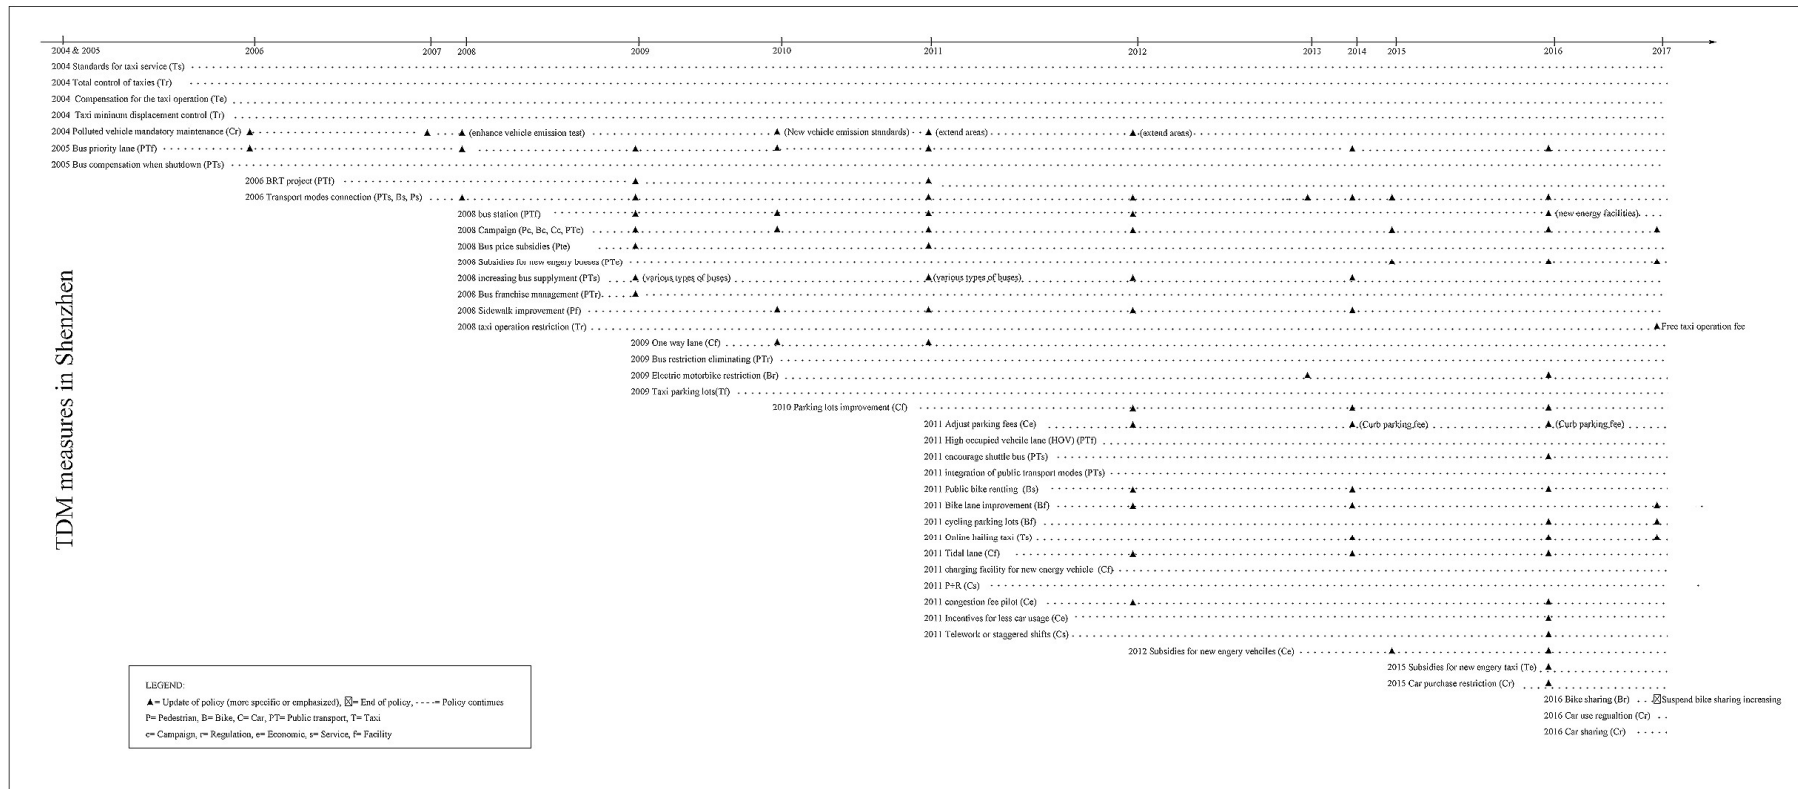 2004 & 2005 2006 2007 2008 2009 2010 2011 2012 2013 2014 2015 2016 2017
2004 Standards for taxi service (Ts)
2004 Total control of taxies (Tr)
2004 Compensation for the taxi operation (Te)
2004 Taxi mininum displacement control (Tr)
2004 Polluted vehicle mandatory maintenance (Cr) ▲ ▲ ▲ (enhance vehicle emission test) ▲ (New vehicle emission standards) ▲ (extend areas) ▲ (extend areas)
2005 Bus priority lane (PTf) ▲ ▲ ▲ ▲ ▲ ▲ ▲
2005 Bus compensation when shutdown (PTs)
2006 BRT project (PTf) ▲ ▲
2006 Transport modes connection (PTs, Bs, Ps) ▲ ▲ ▲ ▲ ▲ ▲ ▲ ▲
2008 bus station (PTf) ▲ ▲ ▲ ▲ ▲ (new energy facilities)
2008 Campaign (Pc, Bc, Cc, PTc) ▲ ▲ ▲ ▲ ▲ ▲ ▲
2008 Bus price subsidies (Pte) ▲ ▲
2008 Subsidies for new engery bueses (PTe) ▲ ▲ ▲
2008 increasing bus supplyment (PTs) ▲ (various types of buses) ▲ (various types of buses) ▲ ▲
2008 Bus franchise management (PTr) ▲
2008 Sidewalk improvement (Pf) ▲ ▲ ▲ ▲
2008 taxi operation restriction (Tr) ▲ Free taxi operation fee
2009 One way lane (Cf) ▲ ▲
2009 Bus restriction eliminating (PTr)
2009 Electric motorbike restriction (Br) ▲ ▲
2009 Taxi parking lots(Tf)
2010 Parking lots improvement (Cf) ▲ ▲ ▲
2011 Adjust parking fees (Ce) ▲ ▲ (Curb parking fee) ▲ (Curb parking fee)
2011 High occupied vehcile lane (HOV) (PTf)
2011 encourage shuttle bus (PTs) ▲
2011 integration of public transport modes (PTs)
2011 Public bike rentting (Bs) ▲ ▲ ▲
2011 Bike lane improvement (Bf) ▲ ▲ ▲
2011 cycling parking lots (Bf) ▲ ▲
2011 Online hailing taxi (Ts) ▲ ▲ ▲
2011 Tidal lane (Cf) ▲ ▲ ▲
2011 charging facility for new energy vehicle (Cf)
2011 P+R (Cs)
2011 congestion fee pilot (Ce) ▲ ▲
2011 Incentives for less car usage (Ce) ▲
2011 Telework or staggered shifts (Cs) ▲
2012 Subsidies for new engery vehciles (Ce) ▲ ▲
2015 Subsidies for new engery taxi (Te) ▲
2015 Car purchase restriction (Cr) ▲
2016 Bike sharing (Br) ☒ Suspend bike sharing increasing
2016 Car use regualtion (Cr)
2016 Car sharing (Cr)
TDM measures in Shenzhen
LEGEND:
▲= Update of policy (more specific or emphasized), ☒= End of policy, ----= Policy continues
P= Pedestrian, B= Bike, C= Car, PT= Public transport, T= Taxi
c= Campaign, r= Regulation, e= Economic, s= Service, f= Facility